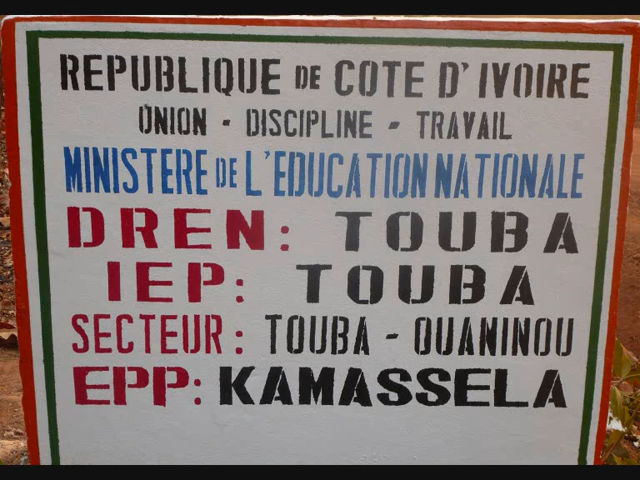 REPUBLIQUE DE COTE D'IVOIRE
UNION - DISCIPLINE - TRAVAIL
MINISTERE DE L'EDUCATION NATIONALE
DREN: TOUBA
IEP: TOUBA
SECTEUR: TOUBA - OUANINOU
EPP: KAMASSELA